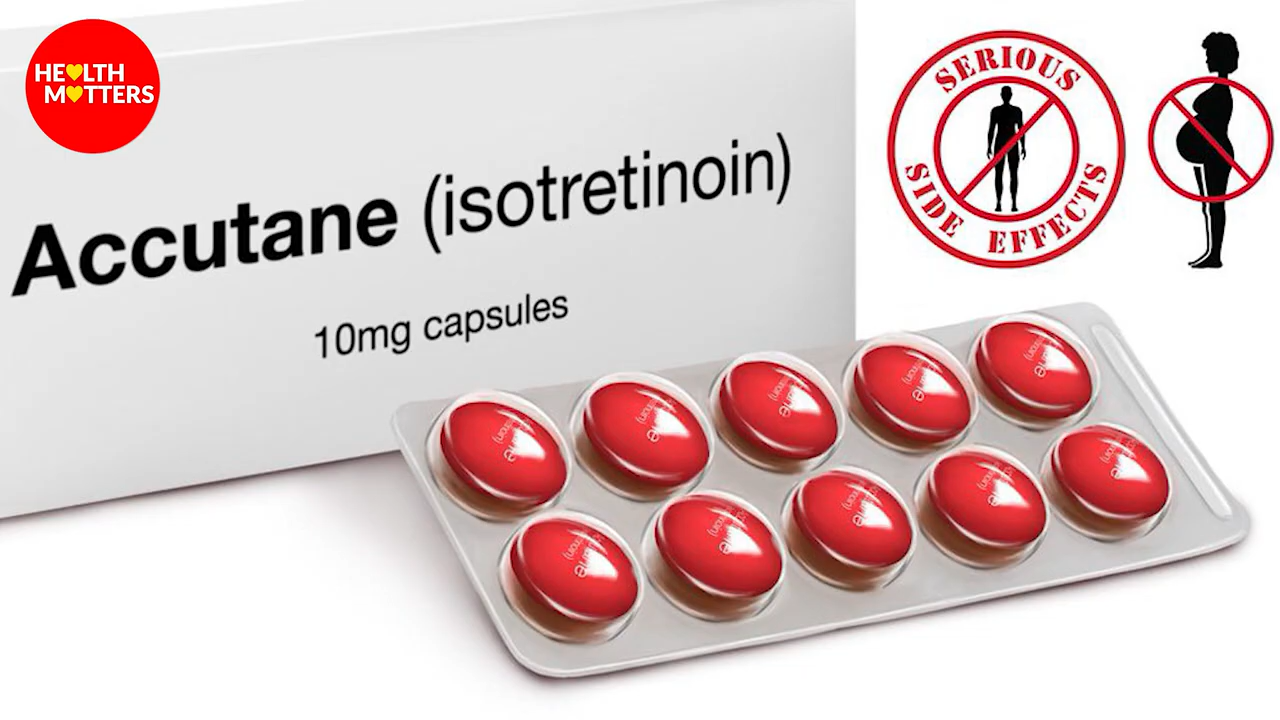 HEALTH
MATTERS
Accutane (isotretinoin)
10mg capsules
SERIOUS
SIDE EFFECTS